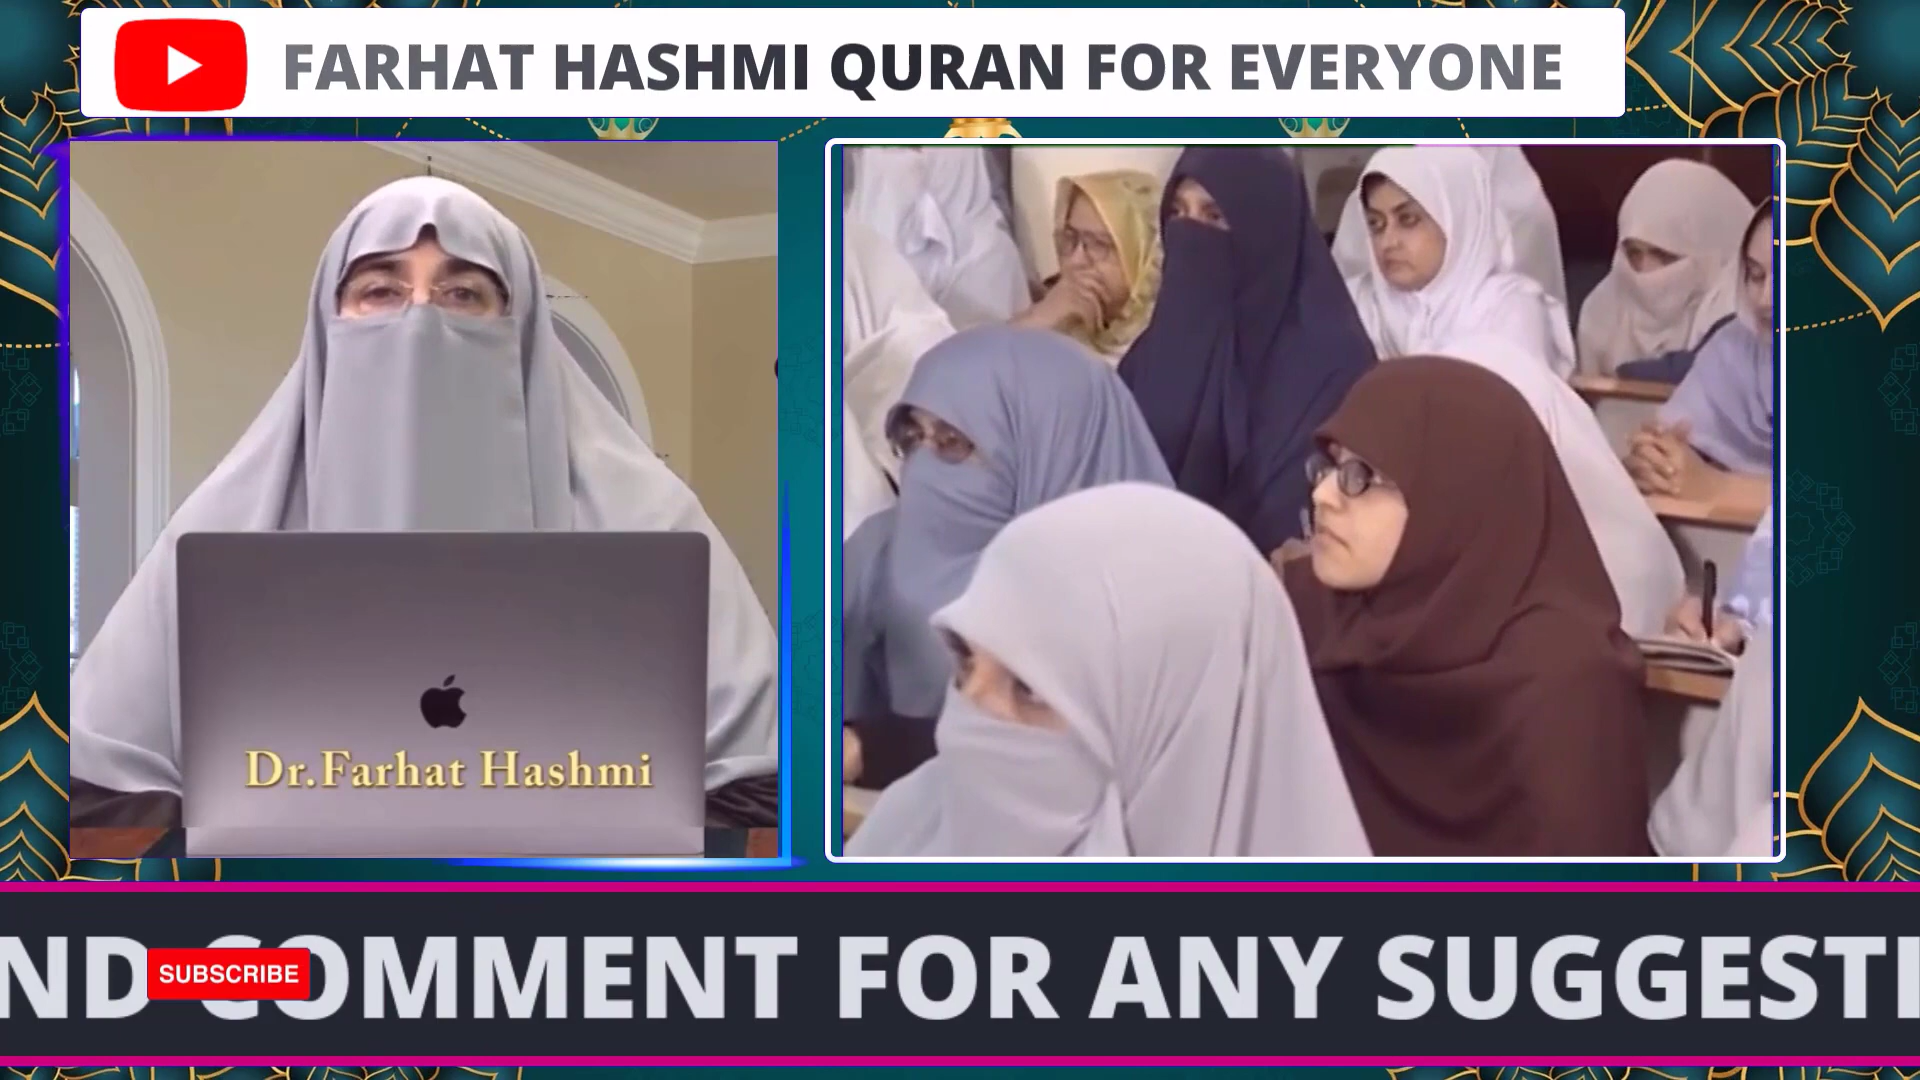 FARHAT HASHMI QURAN FOR EVERYONE
Dr.Farhat Hashmi
ND COMMENT FOR ANY SUGGESTI
SUBSCRIBE